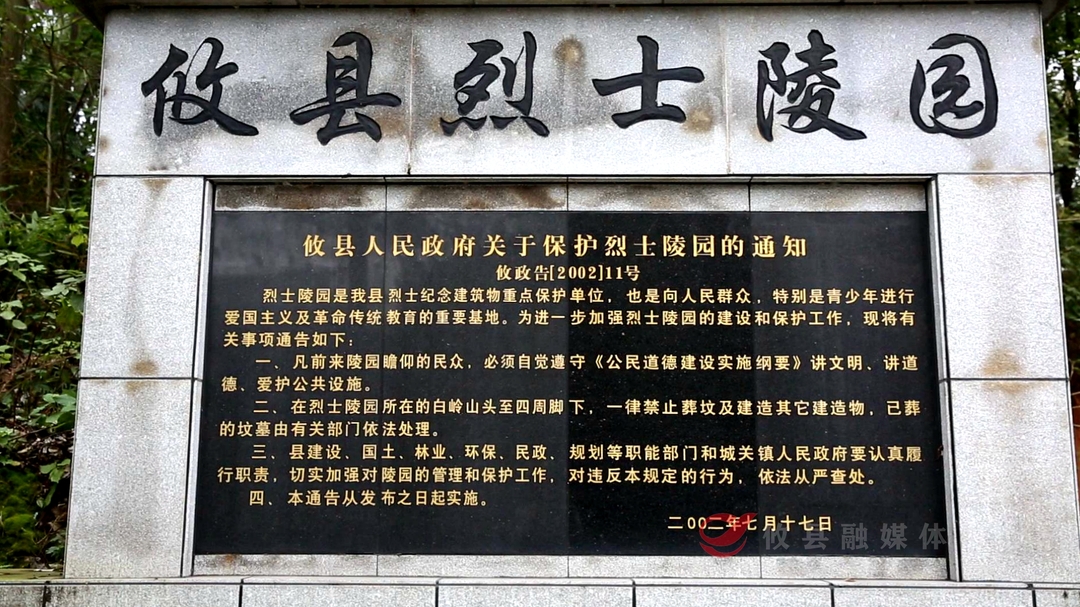 攸县烈士陵园
攸县人民政府关于保护烈士陵园的通知
攸政告[2002]11号
烈士陵园是我县烈士纪念建筑物重点保护单位，也是向人民群众，特别是青少年进行
爱国主义及革命传统教育的重要基地。为进一步加强烈士陵园的建设和保护工作，现将有
关事项通告如下：
一、凡前来陵园瞻仰的民众，必须自觉遵守《公民道德建设实施纲要》讲文明、讲道
德、爱护公共设施。
二、在烈士陵园所在的白岭山头至四周脚下，一律禁止葬坟及建造其它建造物，已葬
的坟墓由有关部门依法处理。
三、县建设、国土、林业、环保、民政、规划等职能部门和城关镇人民政府要认真履
行职责，切实加强对陵园的管理和保护工作，对违反本规定的行为，依法从严查处。
四、本通告从发布之日起实施。
二00二年七月十七日
攸县融媒体